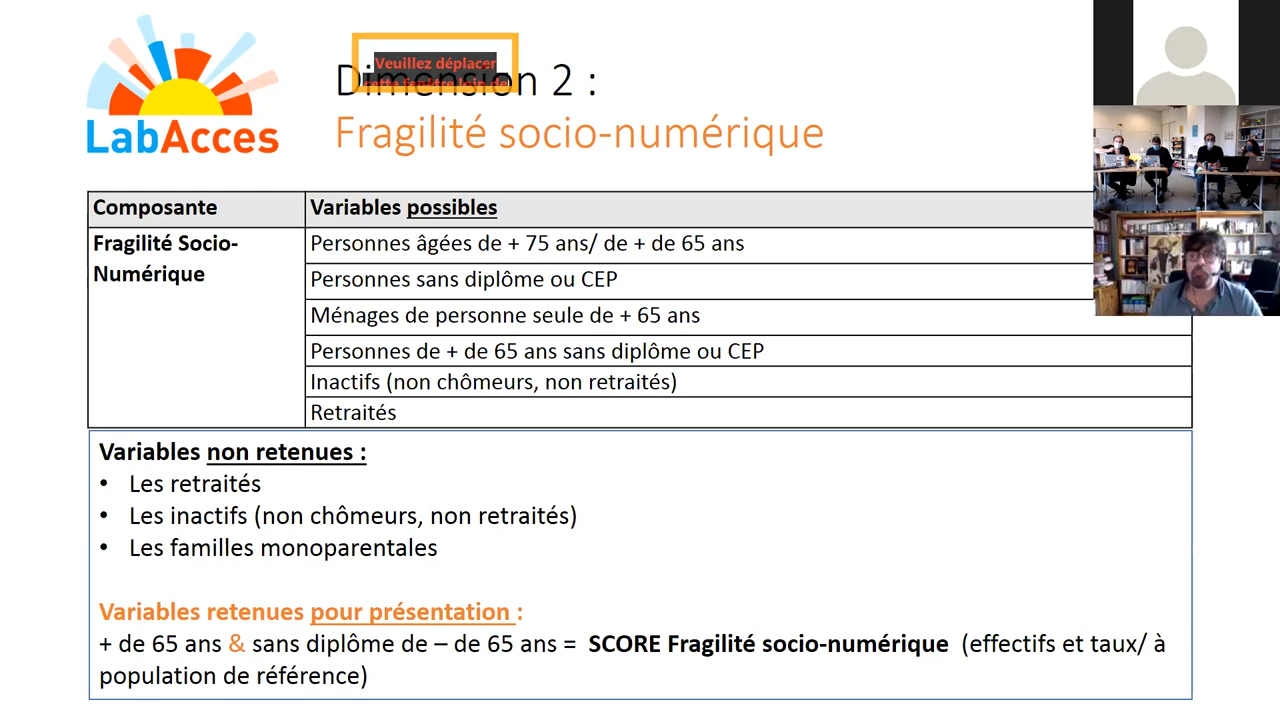 LabAcces
Veuillez déplacer
cette fenêtre loin de
Dimension 2 :
Fragilité socio-numérique
Composante
Variables possibles
Fragilité Socio-
Numérique
Personnes âgées de + 75 ans/ de + de 65 ans
Personnes sans diplôme ou CEP
Ménages de personne seule de + 65 ans
Personnes de + de 65 ans sans diplôme ou CEP
Inactifs (non chômeurs, non retraités)
Retraités
Variables non retenues :
• Les retraités
• Les inactifs (non chômeurs, non retraités)
• Les familles monoparentales
Variables retenues pour présentation :
+ de 65 ans & sans diplôme de – de 65 ans = SCORE Fragilité socio-numérique (effectifs et taux/ à
population de référence)